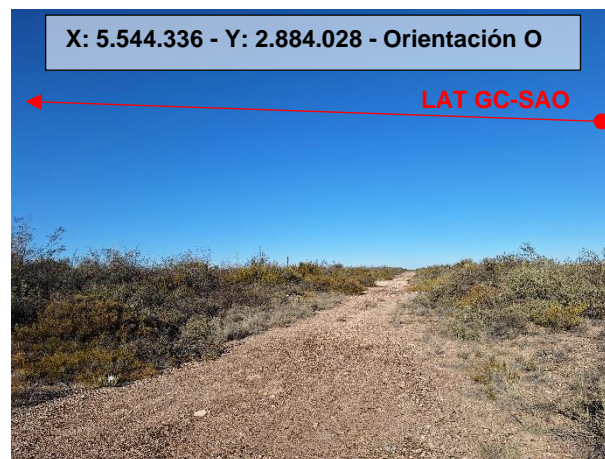 X: 5.544.336 - Y: 2.884.028 - Orientación O
LAT GC-SAO